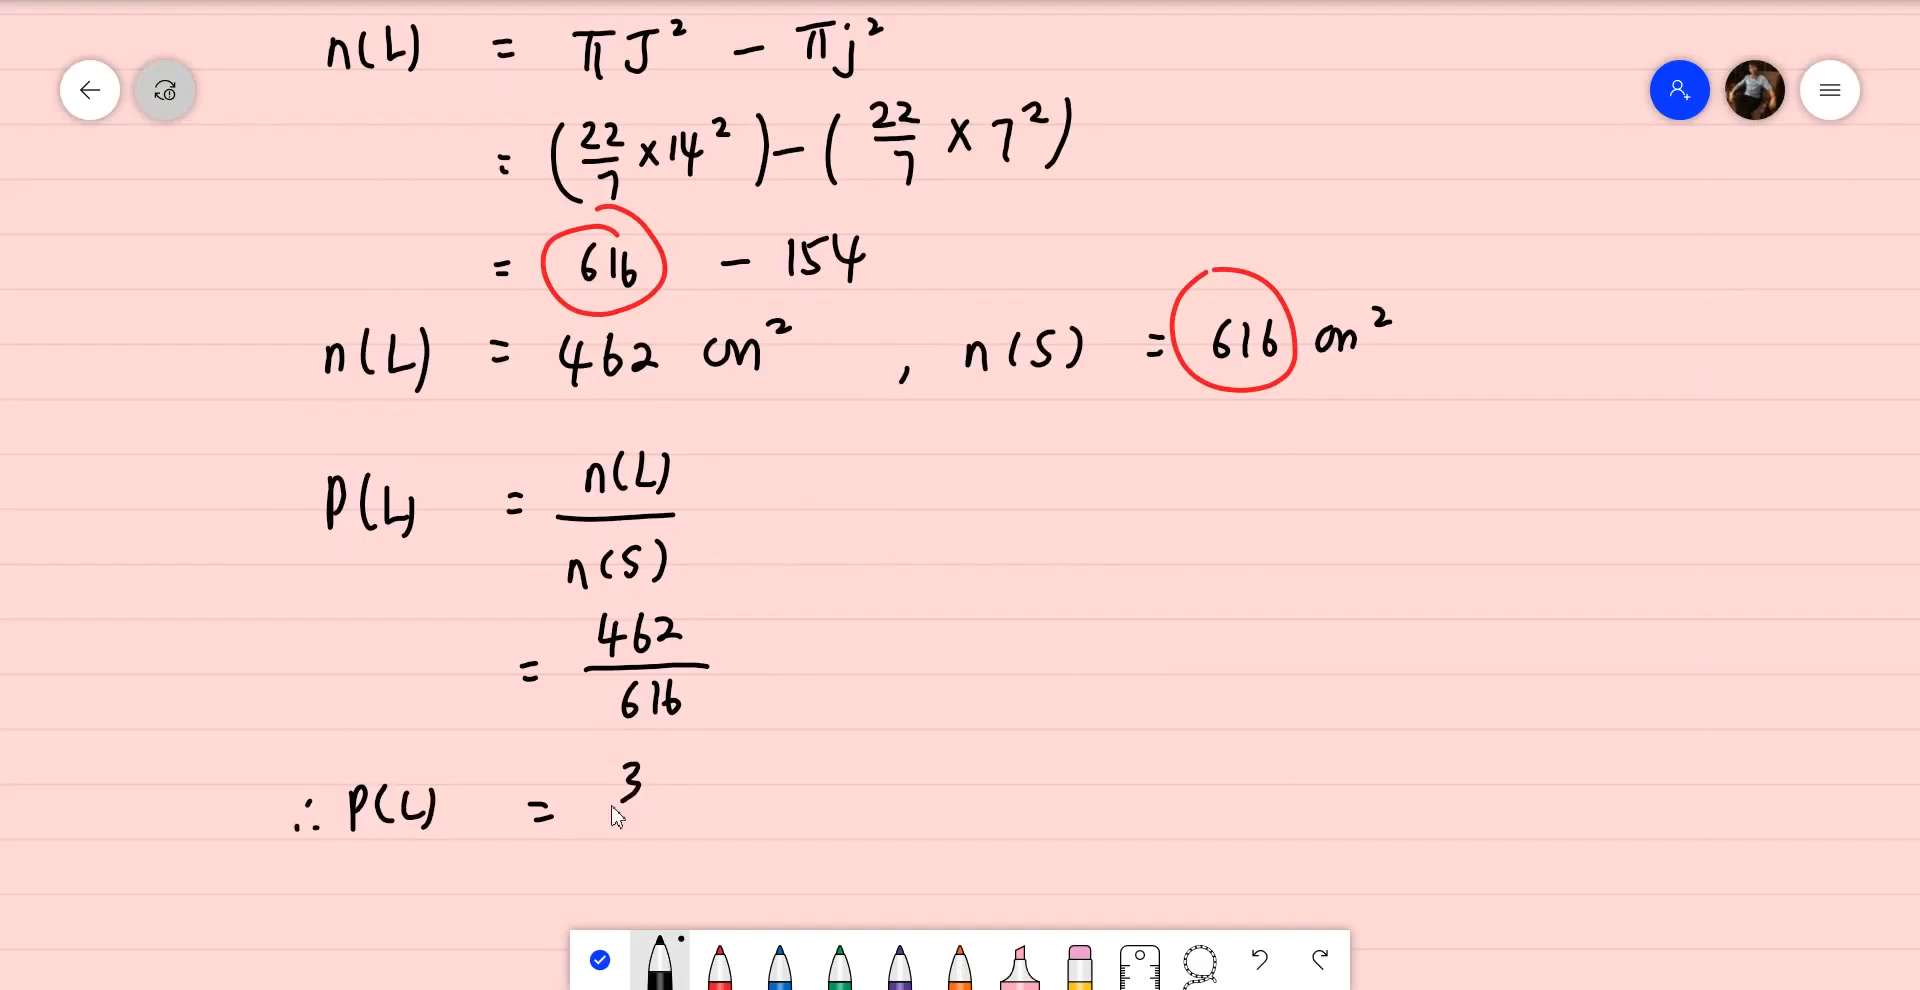 n(L) = πJ² − πj²
= (22/7 × 14²) − (22/7 × 7²)
= 616 − 154
n(L) = 462 cm² , n(S) = 616 cm²
P(L) = n(L)/n(S)
= 462/616
∴ P(L) = 3